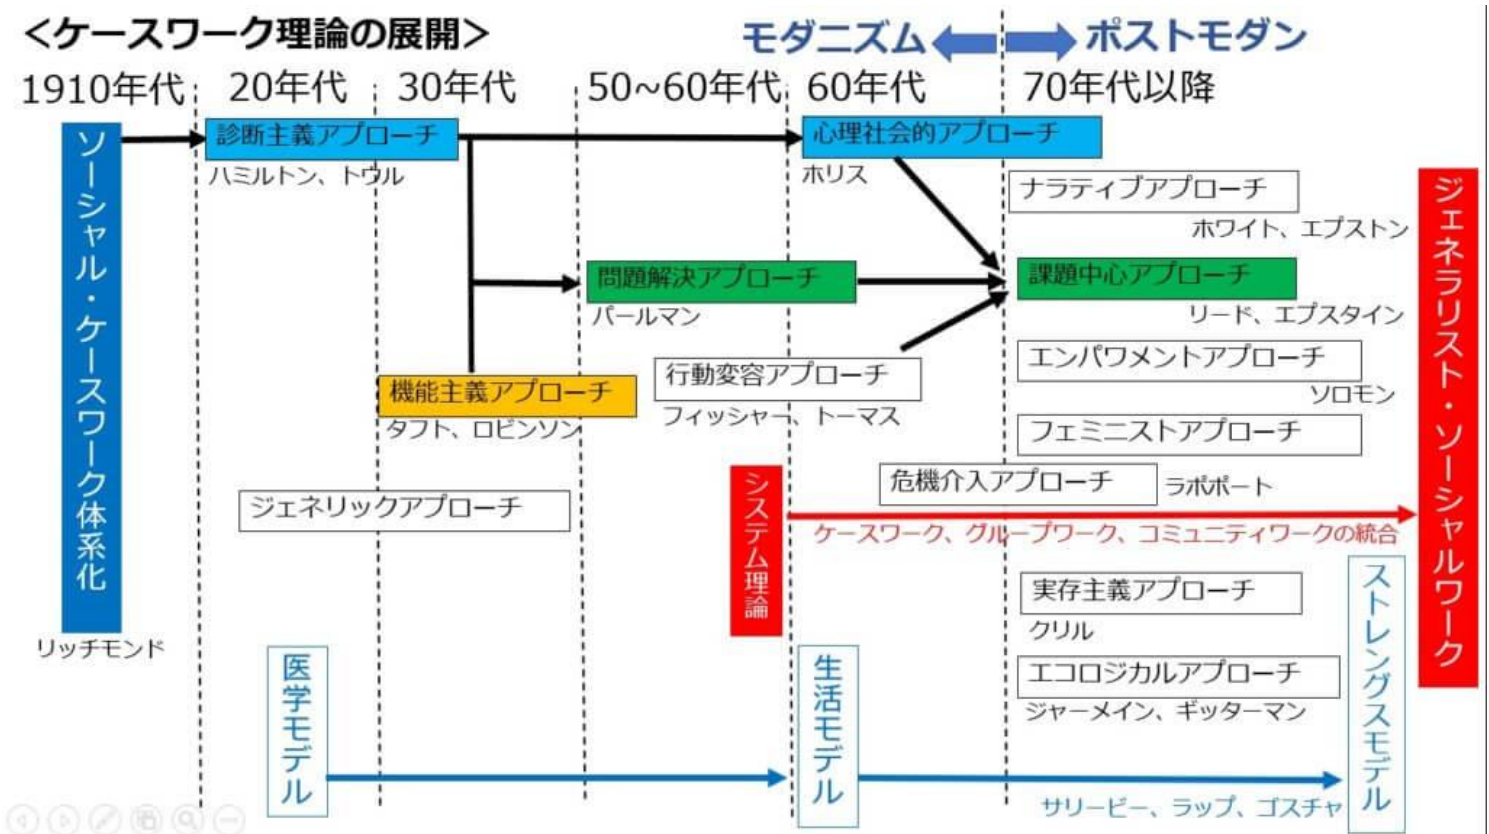 ＜ケースワーク理論の展開＞
モダニズム
ポストモダン
1910年代
20年代
30年代
50~60年代
60年代
70年代以降
ソーシャル・ケースワーク体系化
リッチモンド
診断主義アプローチ
ハミルトン、トウル
心理社会的アプローチ
ホリス
ナラティブアプローチ
ホワイト、エプストン
問題解決アプローチ
パールマン
課題中心アプローチ
リード、エプスタイン
機能主義アプローチ
タフト、ロビンソン
行動変容アプローチ
フィッシャー、トーマス
エンパワメントアプローチ
ソロモン
フェミニストアプローチ
ジェネリックアプローチ
危機介入アプローチ
ラポポート
システム理論
ケースワーク、グループワーク、コミュニティワークの統合
ジェネラリスト・ソーシャルワーク
実存主義アプローチ
クリル
エコロジカルアプローチ
ジャーメイン、ギッターマン
医学モデル
生活モデル
ストレングスモデル
サリービー、ラップ、ゴスチャ